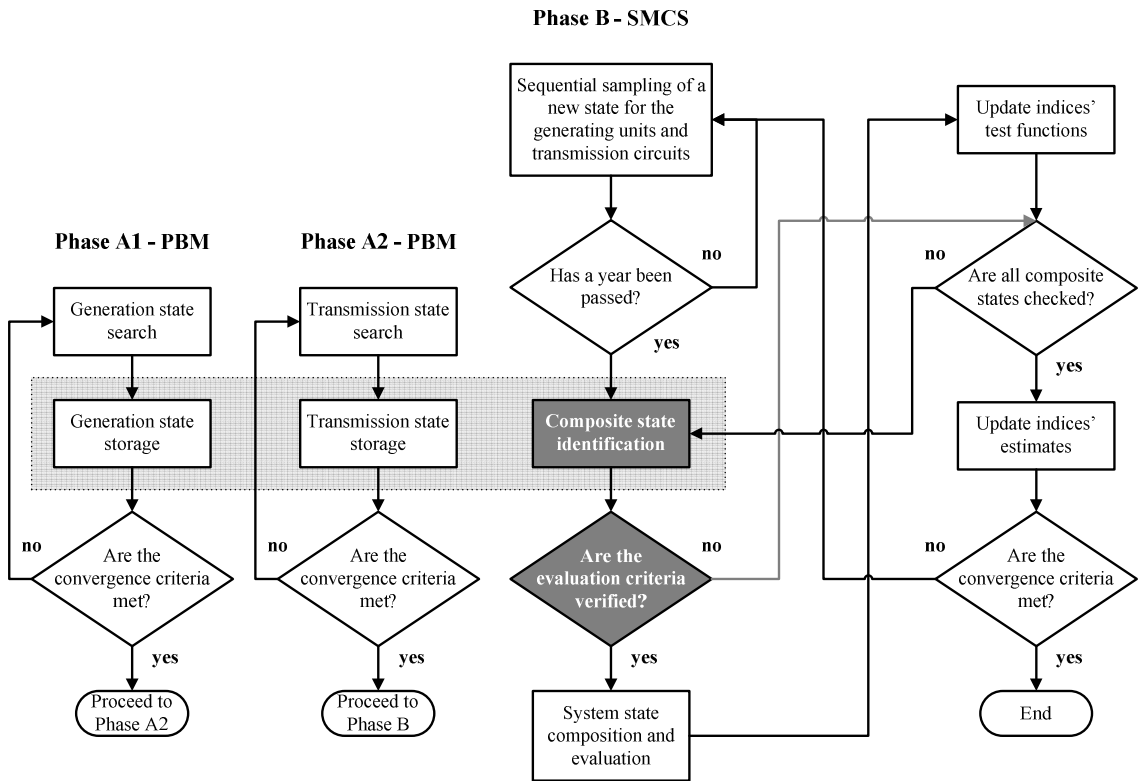 Phase B - SMCS
Sequential sampling of a
new state for the
generating units and
transmission circuits
Update indices'
test functions
Phase A1 - PBM
Phase A2 - PBM
Has a year been
passed?
no
yes
no
Are all composite
states checked?
yes
Generation state
search
Transmission state
search
Generation state
storage
Transmission state
storage
Composite state
identification
Update indices'
estimates
no
Are the
convergence criteria
met?
yes
no
Are the
convergence criteria
met?
yes
Are the
evaluation criteria
verified?
no
yes
no
Are the
convergence criteria
met?
yes
Proceed to
Phase A2
Proceed to
Phase B
System state
composition and
evaluation
End